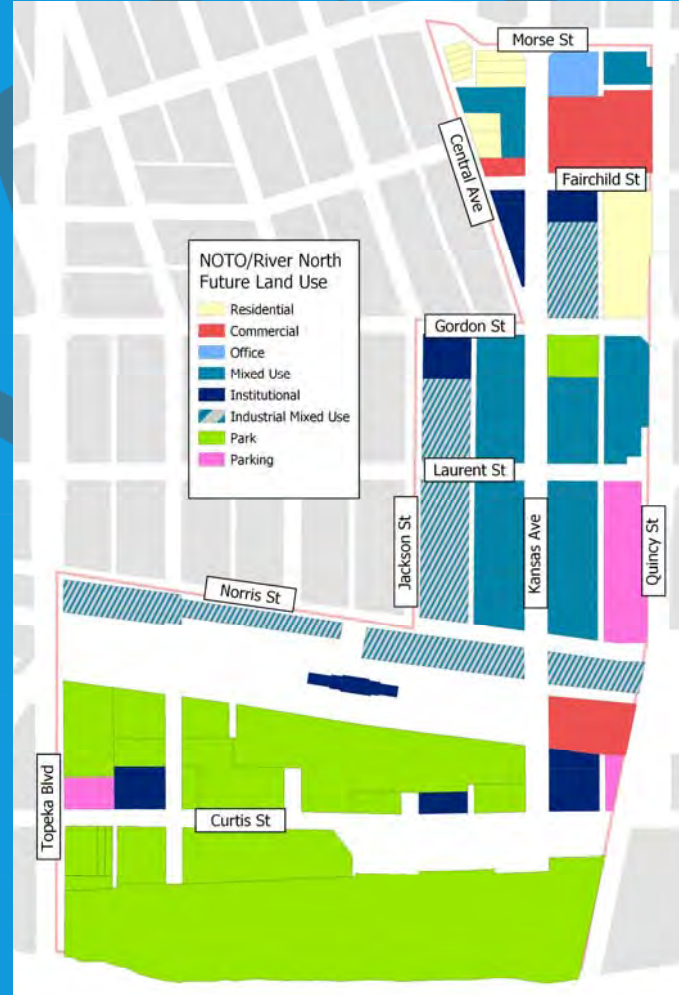 Morse St
Central Ave
Fairchild St
NOTO/River North
Future Land Use
Residential
Commercial
Office
Mixed Use
Institutional
Industrial Mixed Use
Park
Parking
Gordon St
Laurent St
Jackson St
Kansas Ave
Quincy St
Norris St
Topeka Blvd
Curtis St